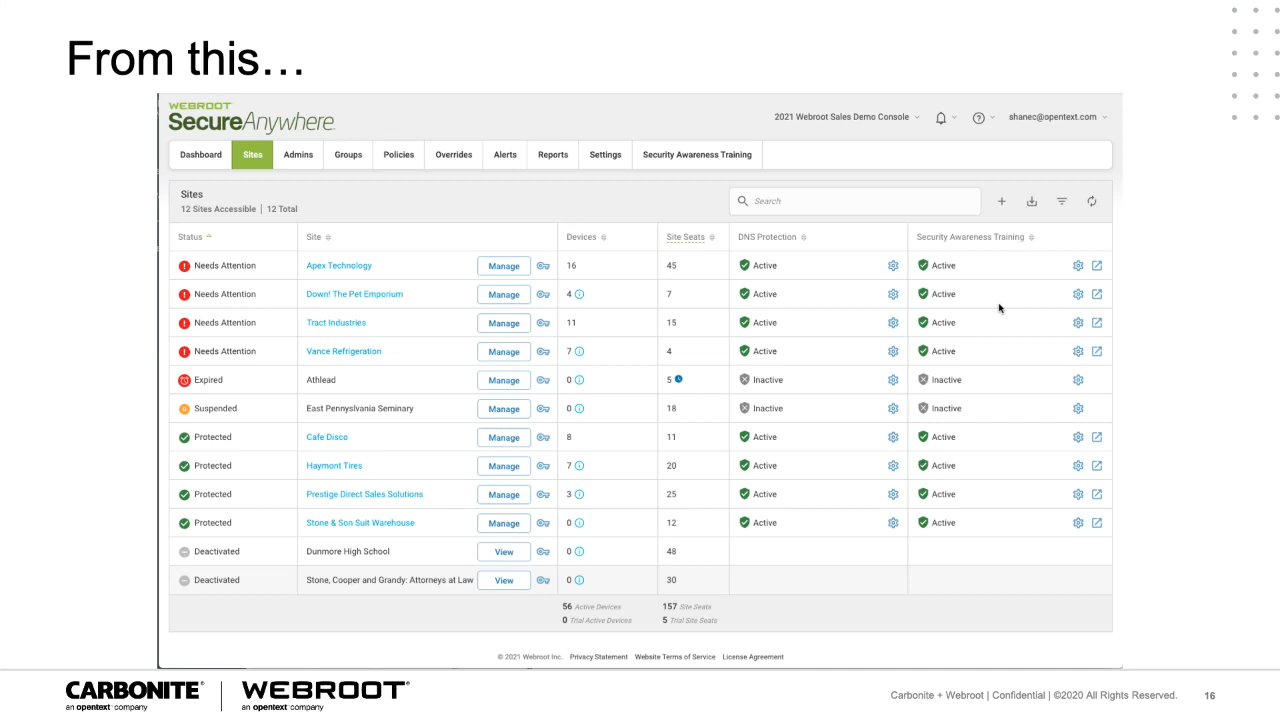 From this…
WEBROOT
SecureAnywhere.
2021 Webroot Sales Demo Console
shanec@opentext.com
Dashboard Sites Admins Groups Policies Overrides Alerts Reports Settings Security Awareness Training
Sites
12 Sites Accessible | 12 Total
Search
Status Site Devices Site Seats DNS Protection Security Awareness Training
Needs Attention Apex Technology Manage 16 45 Active Active
Needs Attention Down! The Pet Emporium Manage 4 7 Active Active
Needs Attention Tract Industries Manage 11 15 Active Active
Needs Attention Vance Refrigeration Manage 7 4 Active Active
Expired Athlead Manage 0 5 Inactive Inactive
Suspended East Pennyslvania Seminary Manage 0 18 Inactive Inactive
Protected Cafe Disco Manage 8 11 Active Active
Protected Haymont Tires Manage 7 20 Active Active
Protected Prestige Direct Sales Solutions Manage 3 25 Active Active
Protected Stone & Son Suit Warehouse Manage 0 12 Active Active
Deactivated Dunmore High School View 0 48
Deactivated Stone, Cooper and Grandy: Attorneys at Law View 0 30
56 Active Devices 157 Site Seats
0 Trial Active Devices 5 Trial Site Seats
© 2021 Webroot Inc. Privacy Statement Website Terms of Service License Agreement
CARBONITE® WEBROOT®
an opentext™ company an opentext™ company
Carbonite + Webroot | Confidential | ©2020 All Rights Reserved. 16